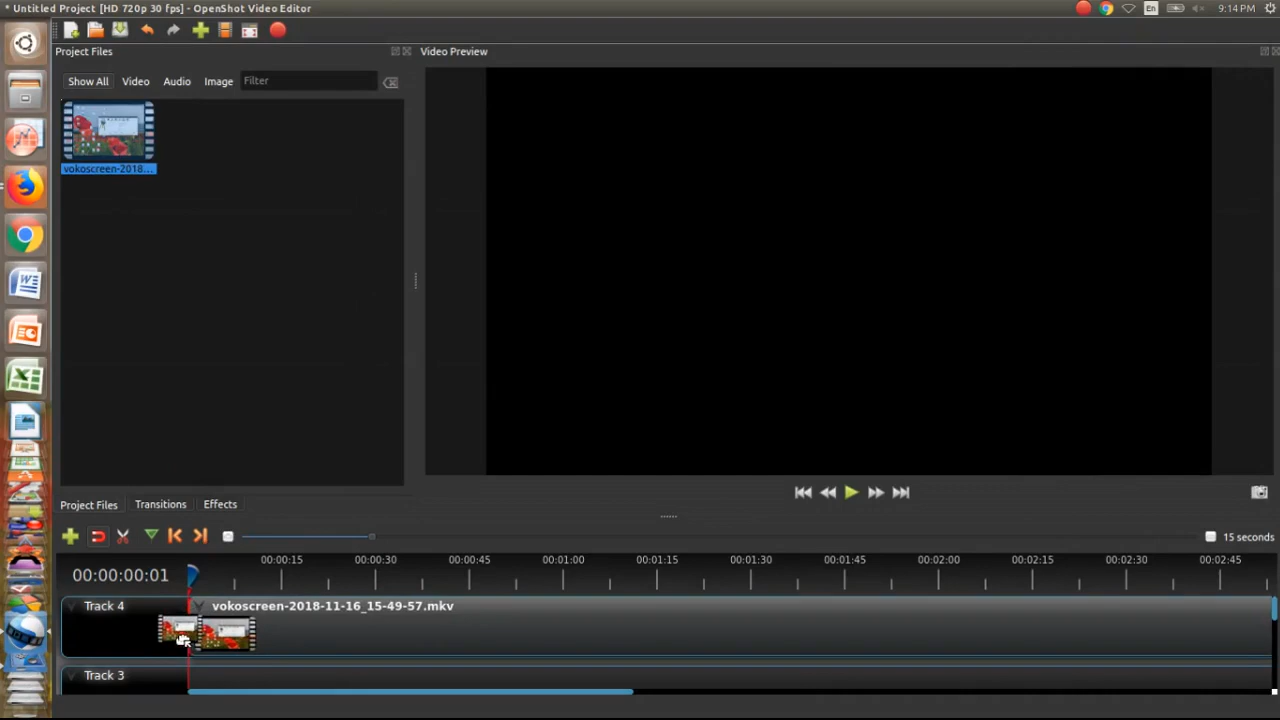 * Untitled Project [HD 720p 30 fps] - OpenShot Video Editor
En
9:14 PM
Project Files
Video Preview
Show All
Video
Audio
Image
Filter
vokoscreen-2018...
Project Files
Transitions
Effects
15 seconds
00:00:00:01
00:00:15
00:00:30
00:00:45
00:01:00
00:01:15
00:01:30
00:01:45
00:02:00
00:02:15
00:02:30
00:02:45
Track 4
vokoscreen-2018-11-16_15-49-57.mkv
Track 3